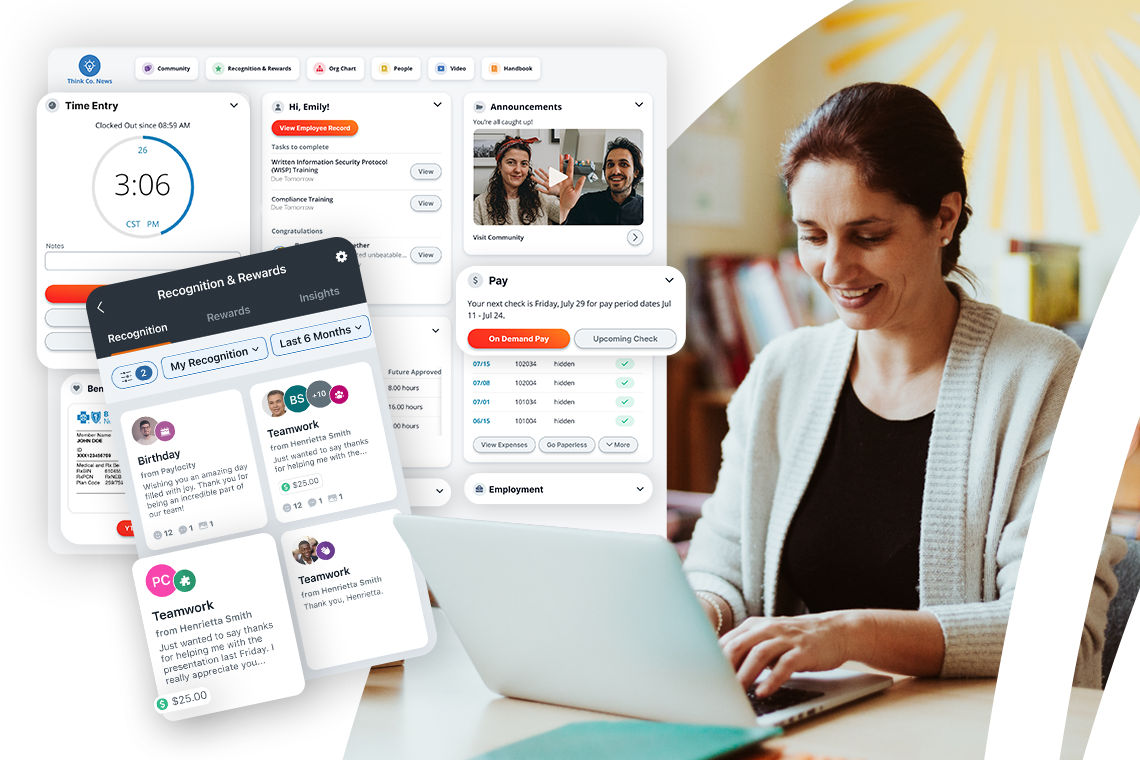 Think Co. News
Community
Recognition & Rewards
Org Chart
People
Video
Handbook
Time Entry
Clocked Out since 08:59 AM
26
3:06
CST PM
Notes
Hi, Emily!
View Employee Record
Tasks to complete
Written Information Security Protocol
(WISP) Training
Due Tomorrow
View
Compliance Training
Due Tomorrow
View
Congratulations
unbeatable...
View
Announcements
You're all caught up!
Visit Community
$
Pay
Your next check is Friday, July 29 for pay period dates Jul
11 - Jul 24.
On Demand Pay
Upcoming Check
07/15 102034 hidden
07/08 102004 hidden
07/01 101034 hidden
06/15 101004 hidden
View Expenses
Go Paperless
More
Employment
Future Approved
8.00 hours
16.00 hours
00 hours
Ben
Member Name
JOHN DOE
ID
XXX123456789
Medical and Rx
RxBIN
RxPCN
Plan Code
Recognition & Rewards
Recognition
Rewards
Insights
2
My Recognition
Last 6 Months
Birthday
from Paylocity
Wishing you an amazing day
filled with joy. Thank you for
being an incredible part of
our team!
12 1 1
BS
+10
Teamwork
from Henrietta Smith
Just wanted to say thanks
for helping me with the...
$ $25.00
12 1 1
PC
Teamwork
from Henrietta Smith
Just wanted to say thanks
for helping me with the
presentation last Friday. I
really appreciate you...
$ $25.00
Teamwork
from Henrietta Smith
Thank you, Henrietta.